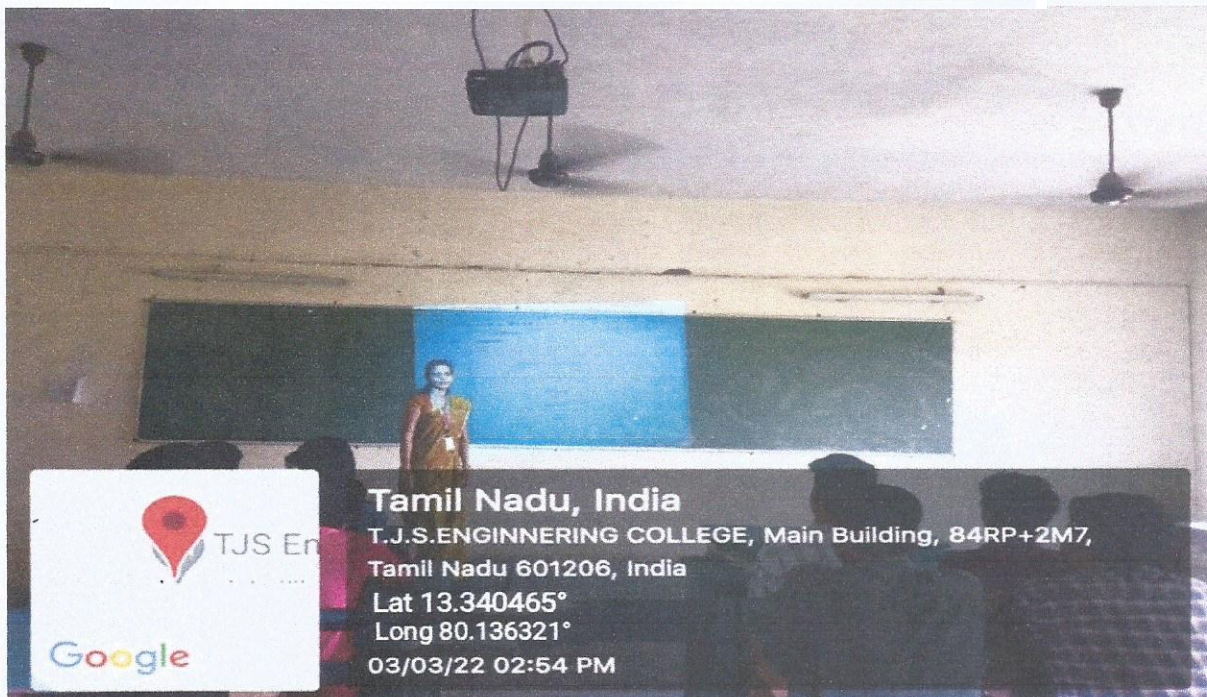 TJS En
Google
Tamil Nadu, India
T.J.S.ENGINNERING COLLEGE, Main Building, 84RP+2M7,
Tamil Nadu 601206, India
Lat 13.340465°
Long 80.136321°
03/03/22 02:54 PM